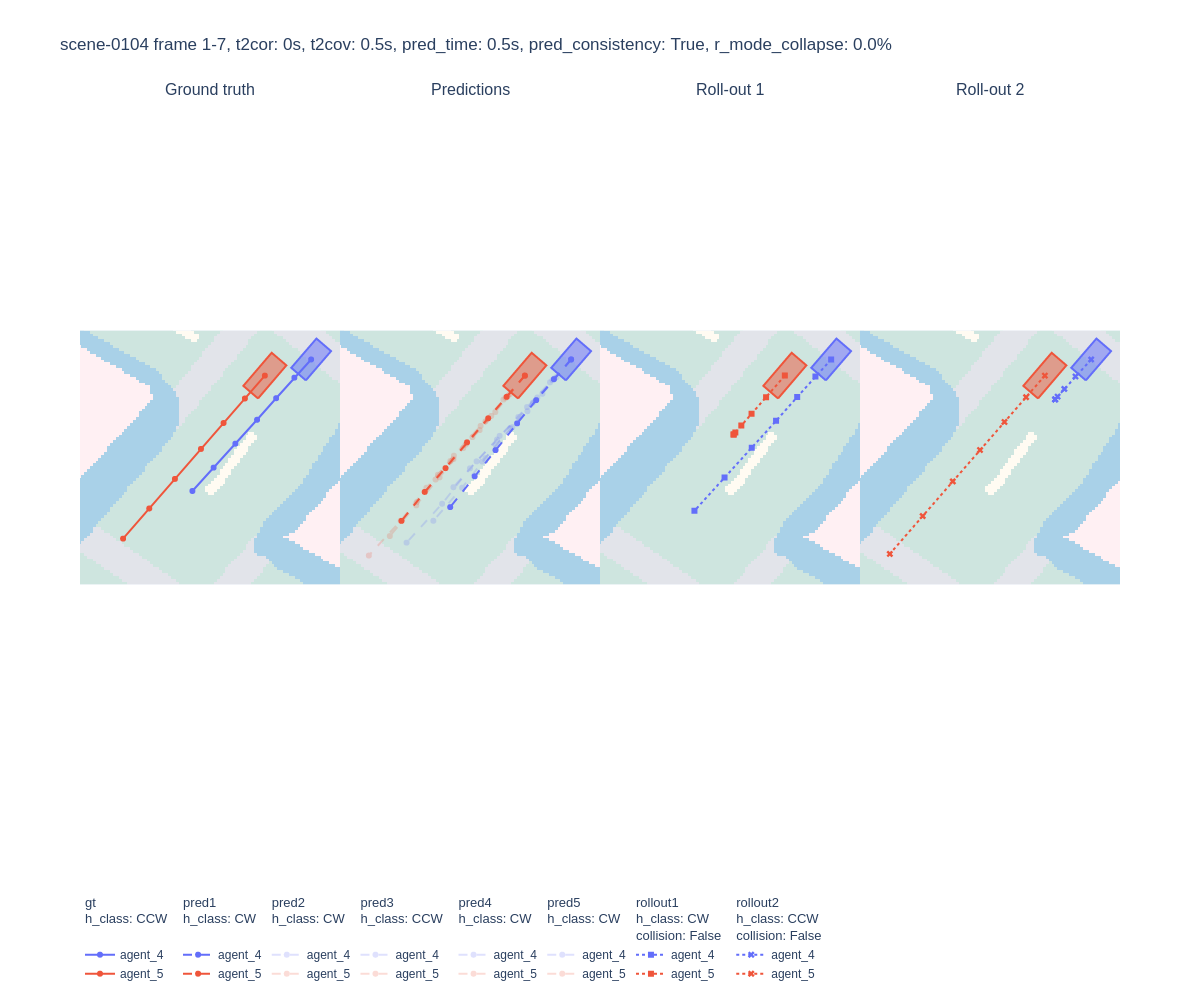 scene-0104 frame 1-7, t2cor: 0s, t2cov: 0.5s, pred_time: 0.5s, pred_consistency: True, r_mode_collapse: 0.0%
Ground truth
Predictions
Roll-out 1
Roll-out 2
gt
h_class: CCW
agent_4
agent_5
pred1
h_class: CW
agent_4
agent_5
pred2
h_class: CW
agent_4
agent_5
pred3
h_class: CCW
agent_4
agent_5
pred4
h_class: CW
agent_4
agent_5
pred5
h_class: CW
agent_4
agent_5
rollout1
h_class: CW
collision: False
agent_4
agent_5
rollout2
h_class: CCW
collision: False
agent_4
agent_5